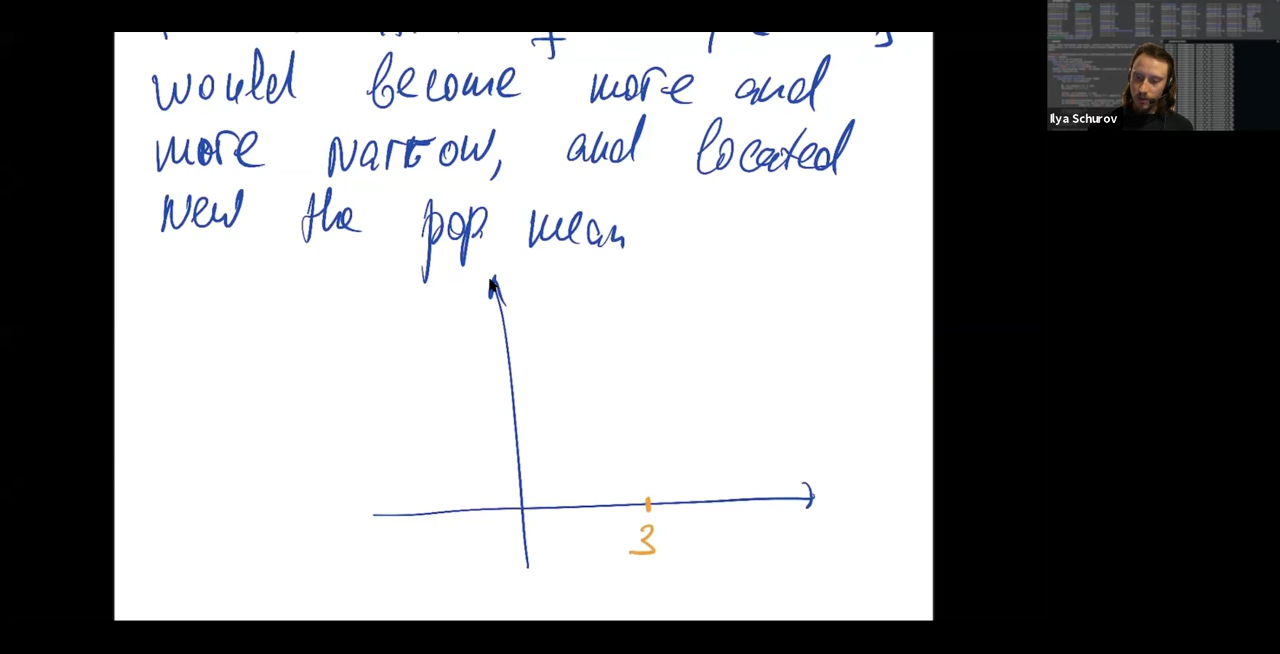 would become more and
more narrow, and located
near the pop. mean
3
Ilya Schurov